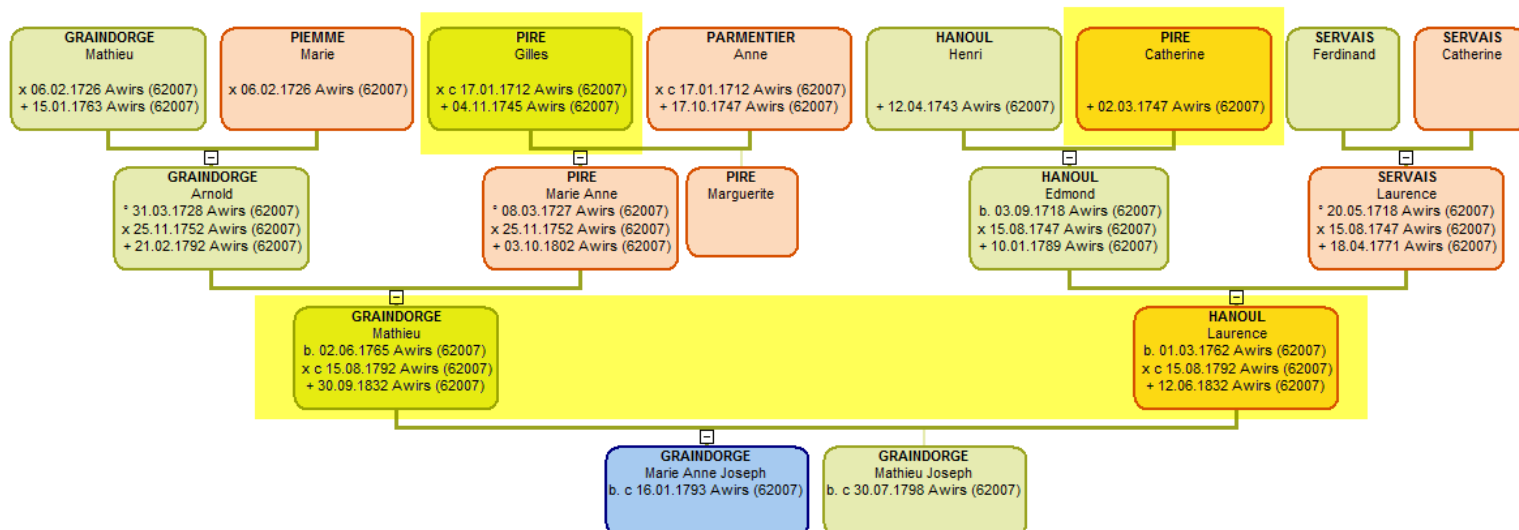 GRAINDORGE
Mathieu
x 06.02.1726 Awirs (62007)
+ 15.01.1763 Awirs (62007)
PIEMME
Marie
x 06.02.1726 Awirs (62007)
PIRE
Gilles
x c 17.01.1712 Awirs (62007)
+ 04.11.1745 Awirs (62007)
PARMENTIER
Anne
x c 17.01.1712 Awirs (62007)
+ 17.10.1747 Awirs (62007)
HANOUL
Henri
+ 12.04.1743 Awirs (62007)
PIRE
Catherine
+ 02.03.1747 Awirs (62007)
SERVAIS
Ferdinand
SERVAIS
Catherine
GRAINDORGE
Arnold
° 31.03.1728 Awirs (62007)
x 25.11.1752 Awirs (62007)
+ 21.02.1792 Awirs (62007)
PIRE
Marie Anne
° 08.03.1727 Awirs (62007)
x 25.11.1752 Awirs (62007)
+ 03.10.1802 Awirs (62007)
PIRE
Marguerite
HANOUL
Edmond
b. 03.09.1718 Awirs (62007)
x 15.08.1747 Awirs (62007)
+ 10.01.1789 Awirs (62007)
SERVAIS
Laurence
° 20.05.1718 Awirs (62007)
x 15.08.1747 Awirs (62007)
+ 18.04.1771 Awirs (62007)
GRAINDORGE
Mathieu
b. 02.06.1765 Awirs (62007)
x c 15.08.1792 Awirs (62007)
+ 30.09.1832 Awirs (62007)
HANOUL
Laurence
b. 01.03.1762 Awirs (62007)
x c 15.08.1792 Awirs (62007)
+ 12.06.1832 Awirs (62007)
GRAINDORGE
Marie Anne Joseph
b. c 16.01.1793 Awirs (62007)
GRAINDORGE
Mathieu Joseph
b. c 30.07.1798 Awirs (62007)